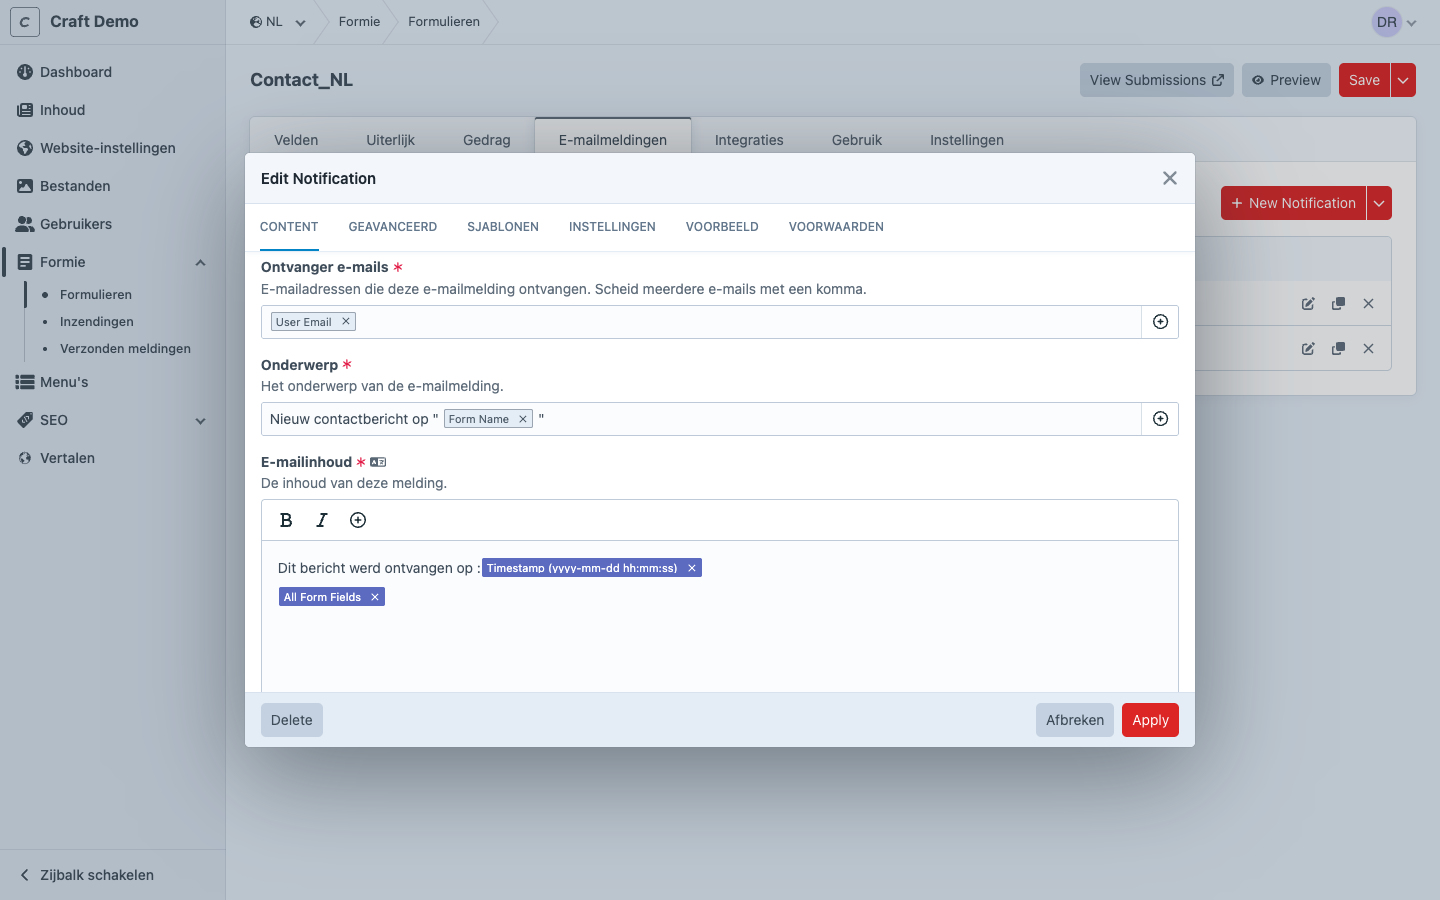 C Craft Demo
NL Formie Formulieren
DR
Dashboard
Inhoud
Website-instellingen
Bestanden
Gebruikers
Formie
Formulieren
Inzendingen
Verzonden meldingen
Menu's
SEO
Vertalen
Zijbalk schakelen
Contact_NL
View Submissions Preview Save
Velden Uiterlijk Gedrag E-mailmeldingen Integraties Gebruik Instellingen
+ New Notification
Edit Notification
CONTENT GEAVANCEERD SJABLONEN INSTELLINGEN VOORBEELD VOORWAARDEN
Ontvanger e-mails *
E-mailadressen die deze e-mailmelding ontvangen. Scheid meerdere e-mails met een komma.
User Email ×
Onderwerp *
Het onderwerp van de e-mailmelding.
Nieuw contactbericht op " Form Name × "
E-mailinhoud *
De inhoud van deze melding.
B I
Dit bericht werd ontvangen op : Timestamp (yyyy-mm-dd hh:mm:ss) ×
All Form Fields ×
Delete Afbreken Apply